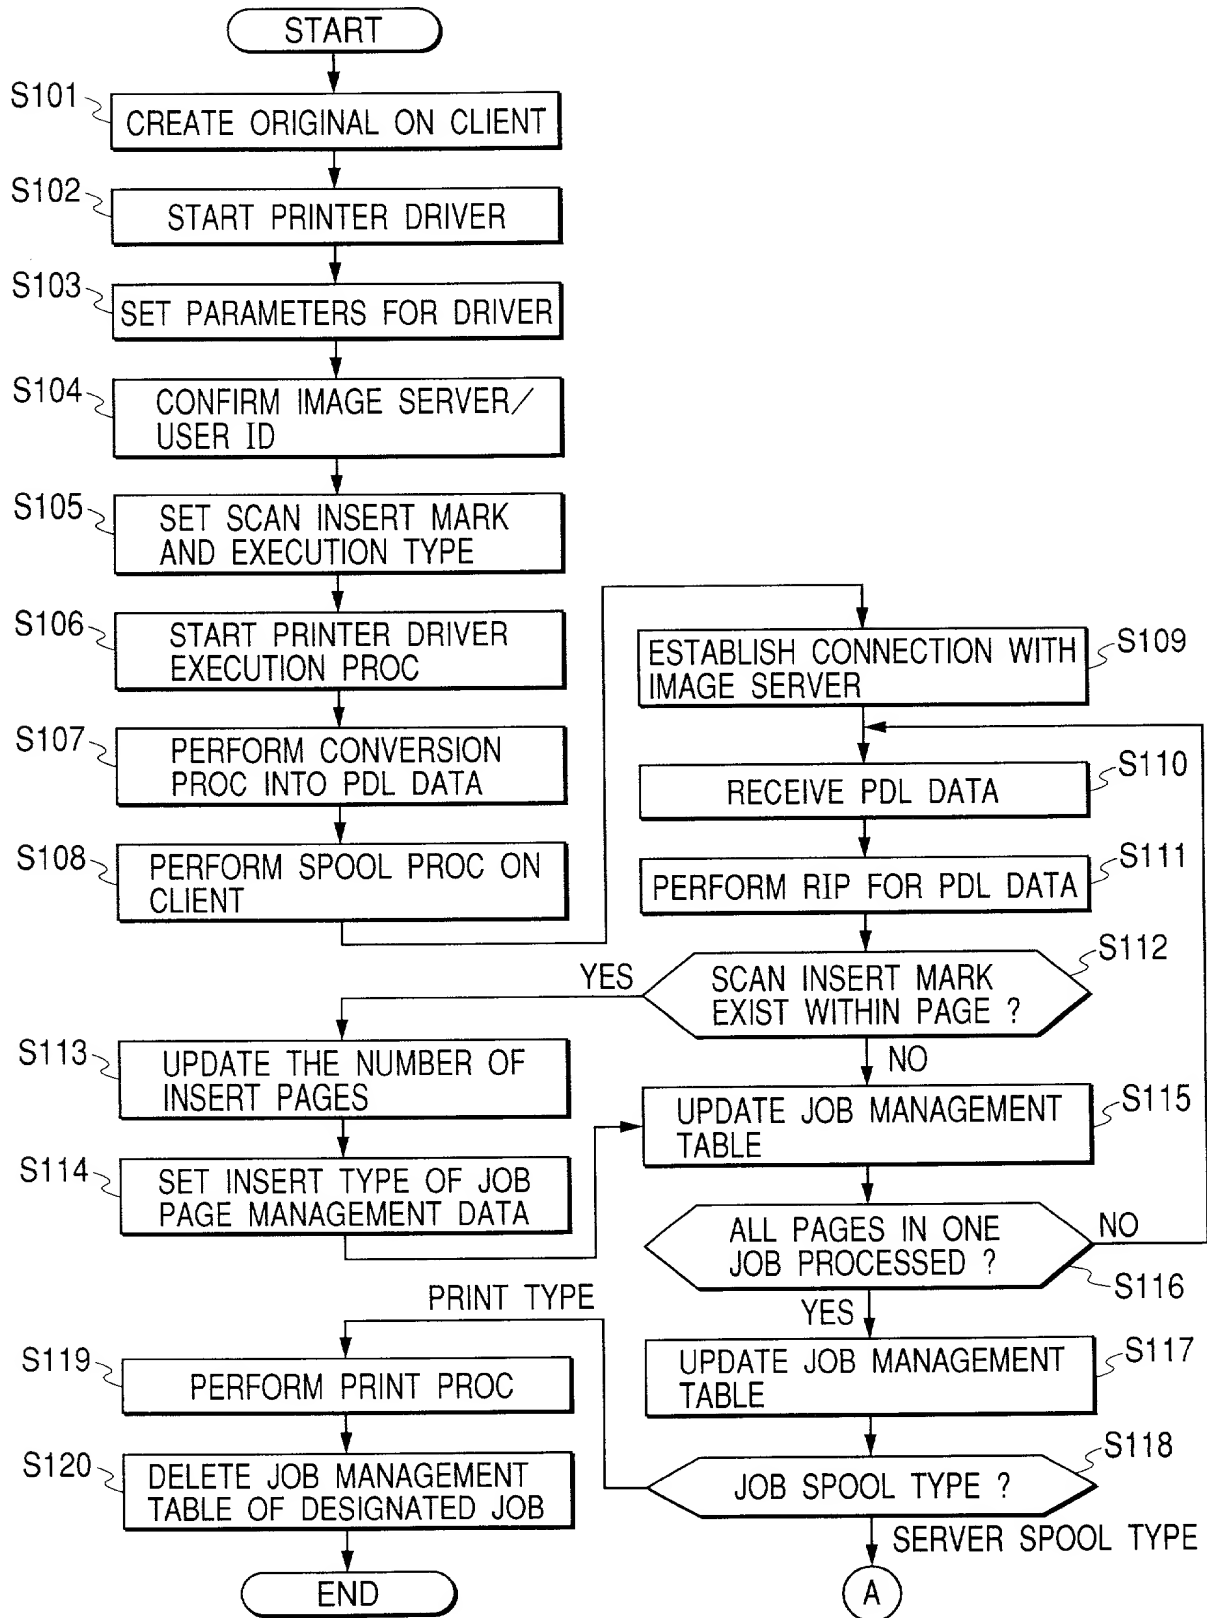 START
S101
CREATE ORIGINAL ON CLIENT
S102
START PRINTER DRIVER
S103
SET PARAMETERS FOR DRIVER
S104
CONFIRM IMAGE SERVER/
USER ID
S105
SET SCAN INSERT MARK
AND EXECUTION TYPE
S106
START PRINTER DRIVER
EXECUTION PROC
S107
PERFORM CONVERSION
PROC INTO PDL DATA
S108
PERFORM SPOOL PROC ON
CLIENT
S109
ESTABLISH CONNECTION WITH
IMAGE SERVER
S110
RECEIVE PDL DATA
S111
PERFORM RIP FOR PDL DATA
S112
SCAN INSERT MARK
EXIST WITHIN PAGE ?
YES
NO
S113
UPDATE THE NUMBER OF
INSERT PAGES
S114
SET INSERT TYPE OF JOB
PAGE MANAGEMENT DATA
S115
UPDATE JOB MANAGEMENT
TABLE
ALL PAGES IN ONE
JOB PROCESSED ?
NO
S116
YES
S117
UPDATE JOB MANAGEMENT
TABLE
S118
JOB SPOOL TYPE ?
PRINT TYPE
SERVER SPOOL TYPE
A
S119
PERFORM PRINT PROC
S120
DELETE JOB MANAGEMENT
TABLE OF DESIGNATED JOB
END